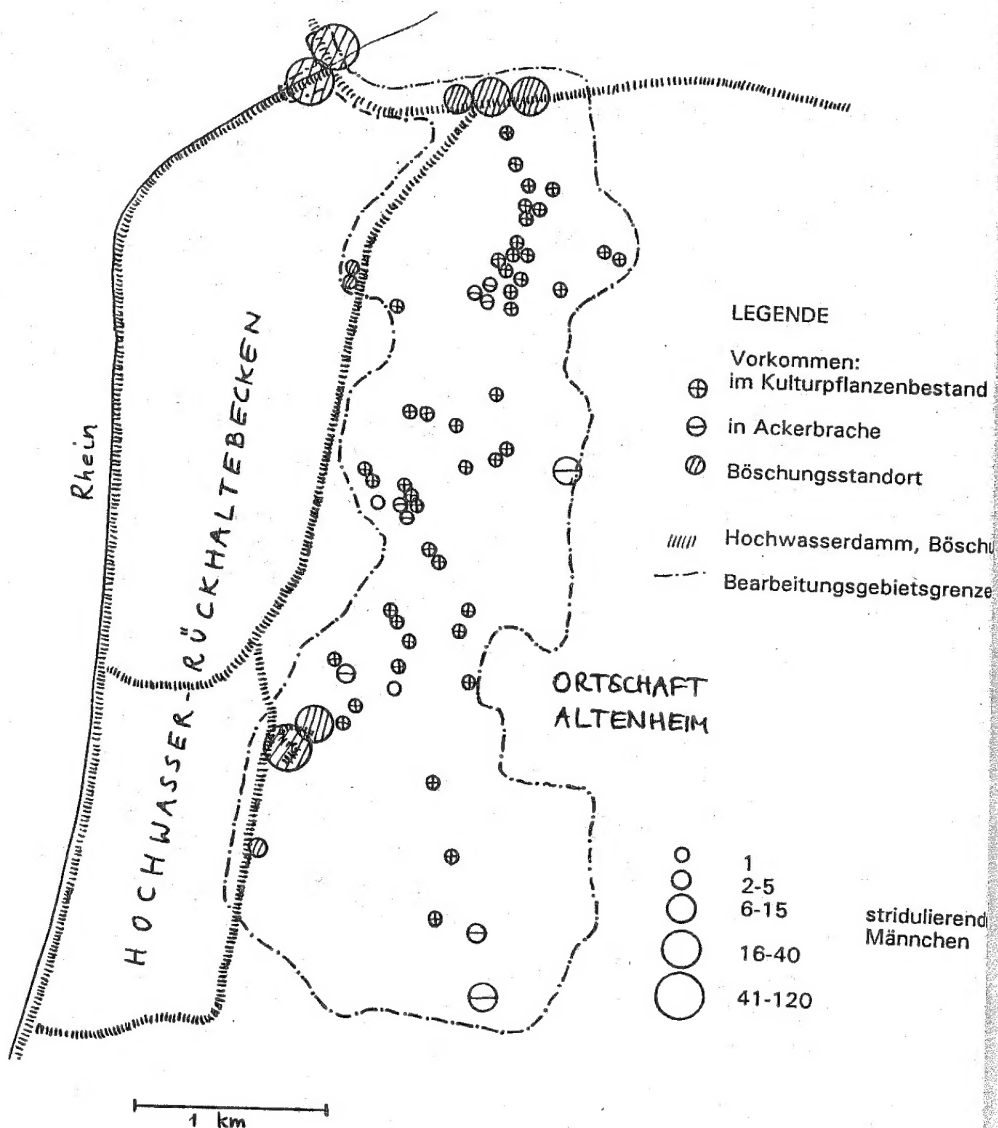 Rhein
HOCHWASSER-RÜCKHALTEBECKEN
ORTSCHAFT
ALTENHEIM
LEGENDE
Vorkommen:
im Kulturpflanzenbestand
in Ackerbrache
Böschungsstandort
Hochwasserdamm, Böschu
Bearbeitungsgebietsgrenze
1
2-5
6-15
16-40
41-120
stridulierend
Männchen
1 km